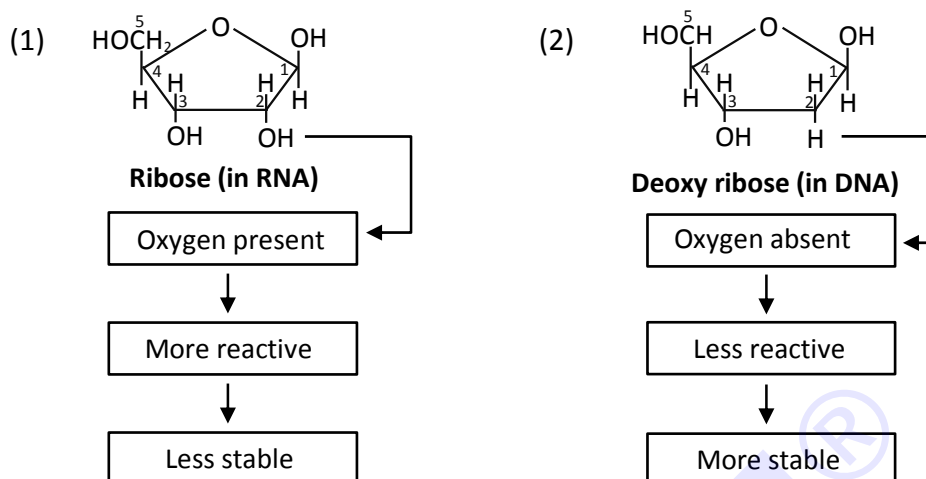 (1)
5
HOCH2 O OH
4 1
H H H H
3 2
OH OH
Ribose (in RNA)
Oxygen present
More reactive
Less stable
(2)
5
HOCH O OH
4 1
H H H H
3 2
OH H
Deoxy ribose (in DNA)
Oxygen absent
Less reactive
More stable
®